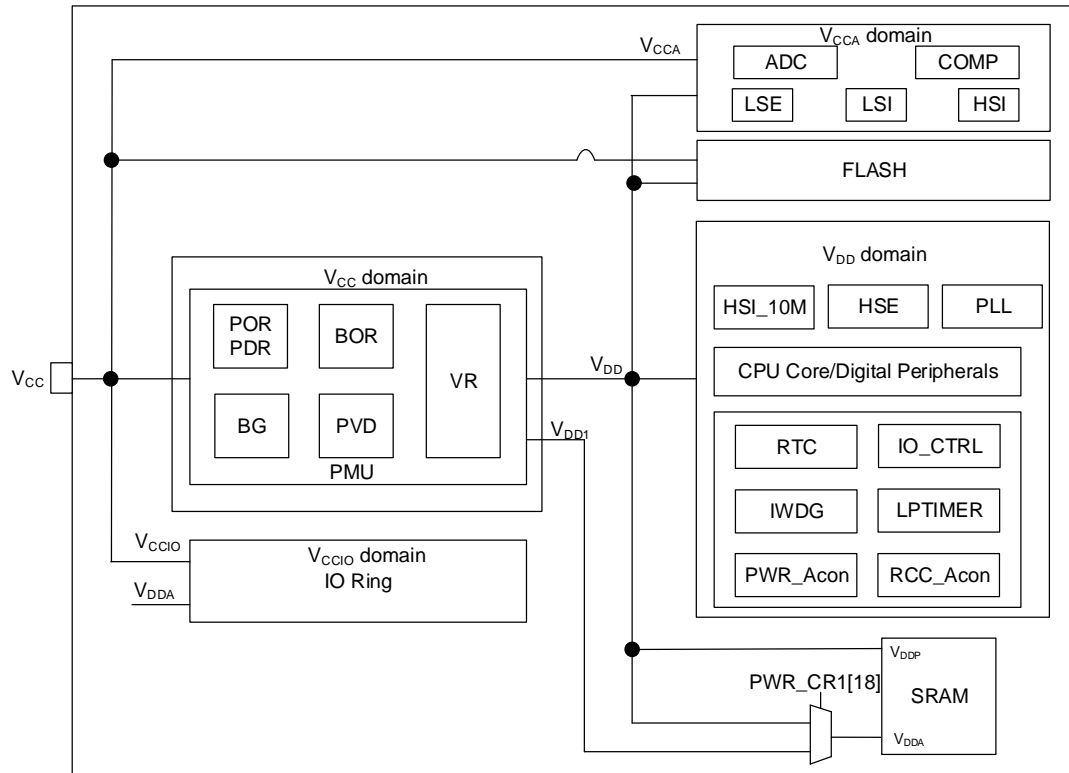 VCCA domain
VCCA
ADC
COMP
LSE
LSI
HSI
FLASH
VDD domain
HSI_10M
HSE
PLL
CPU Core/Digital Peripherals
RTC
IO_CTRL
IWDG
LPTIMER
PWR_Acon
RCC_Acon
VCC domain
POR
PDR
BOR
VR
BG
PVD
PMU
VCC
VDD
VDD1
VCCIO
VCCIO domain
IO Ring
VDDA
PWR_CR1[18]
VDDP
SRAM
VDDA